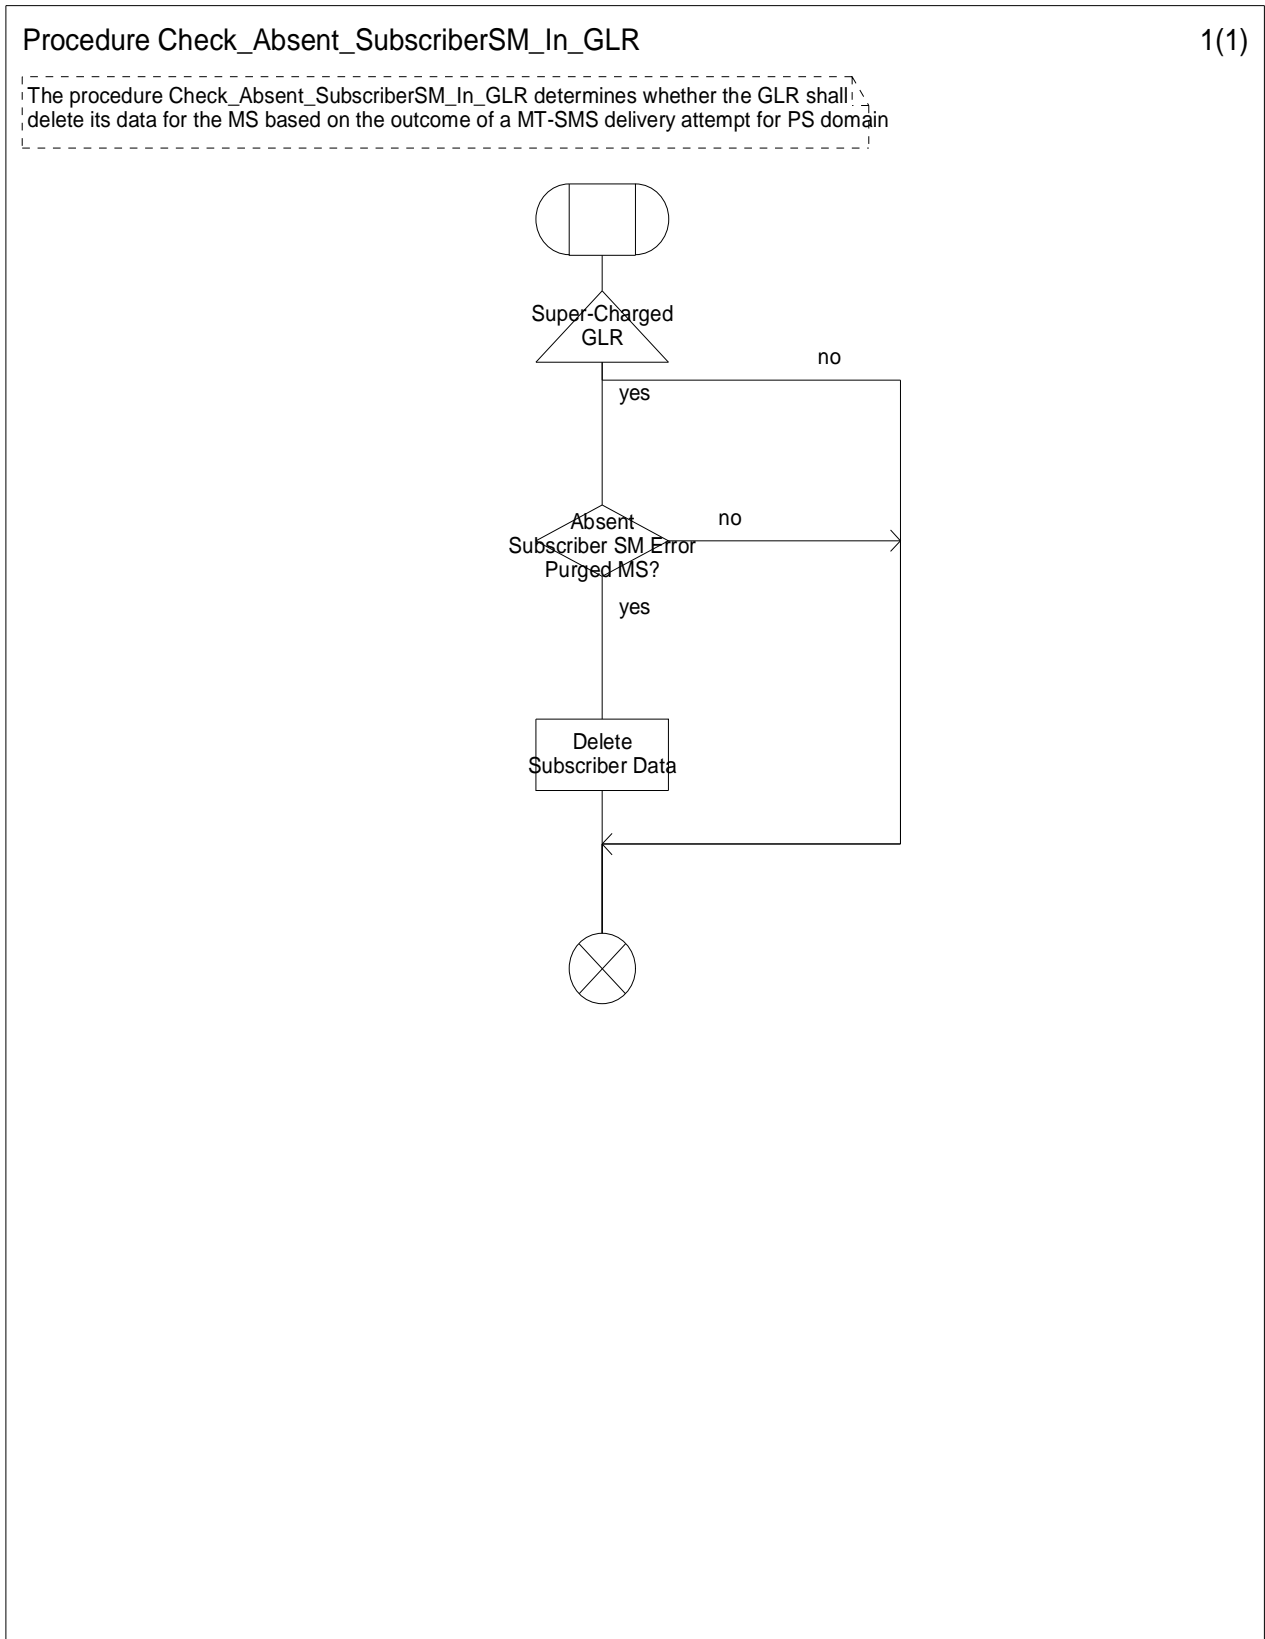 Procedure Check_Absent_SubscriberSM_In_GLR
1(1)
The procedure Check_Absent_SubscriberSM_In_GLR determines whether the GLR shall
delete its data for the MS based on the outcome of a MT-SMS delivery attempt for PS domain
Super-Charged
GLR
no
yes
Absent
Subscriber SM Error
Purged MS?
no
yes
Delete
Subscriber Data